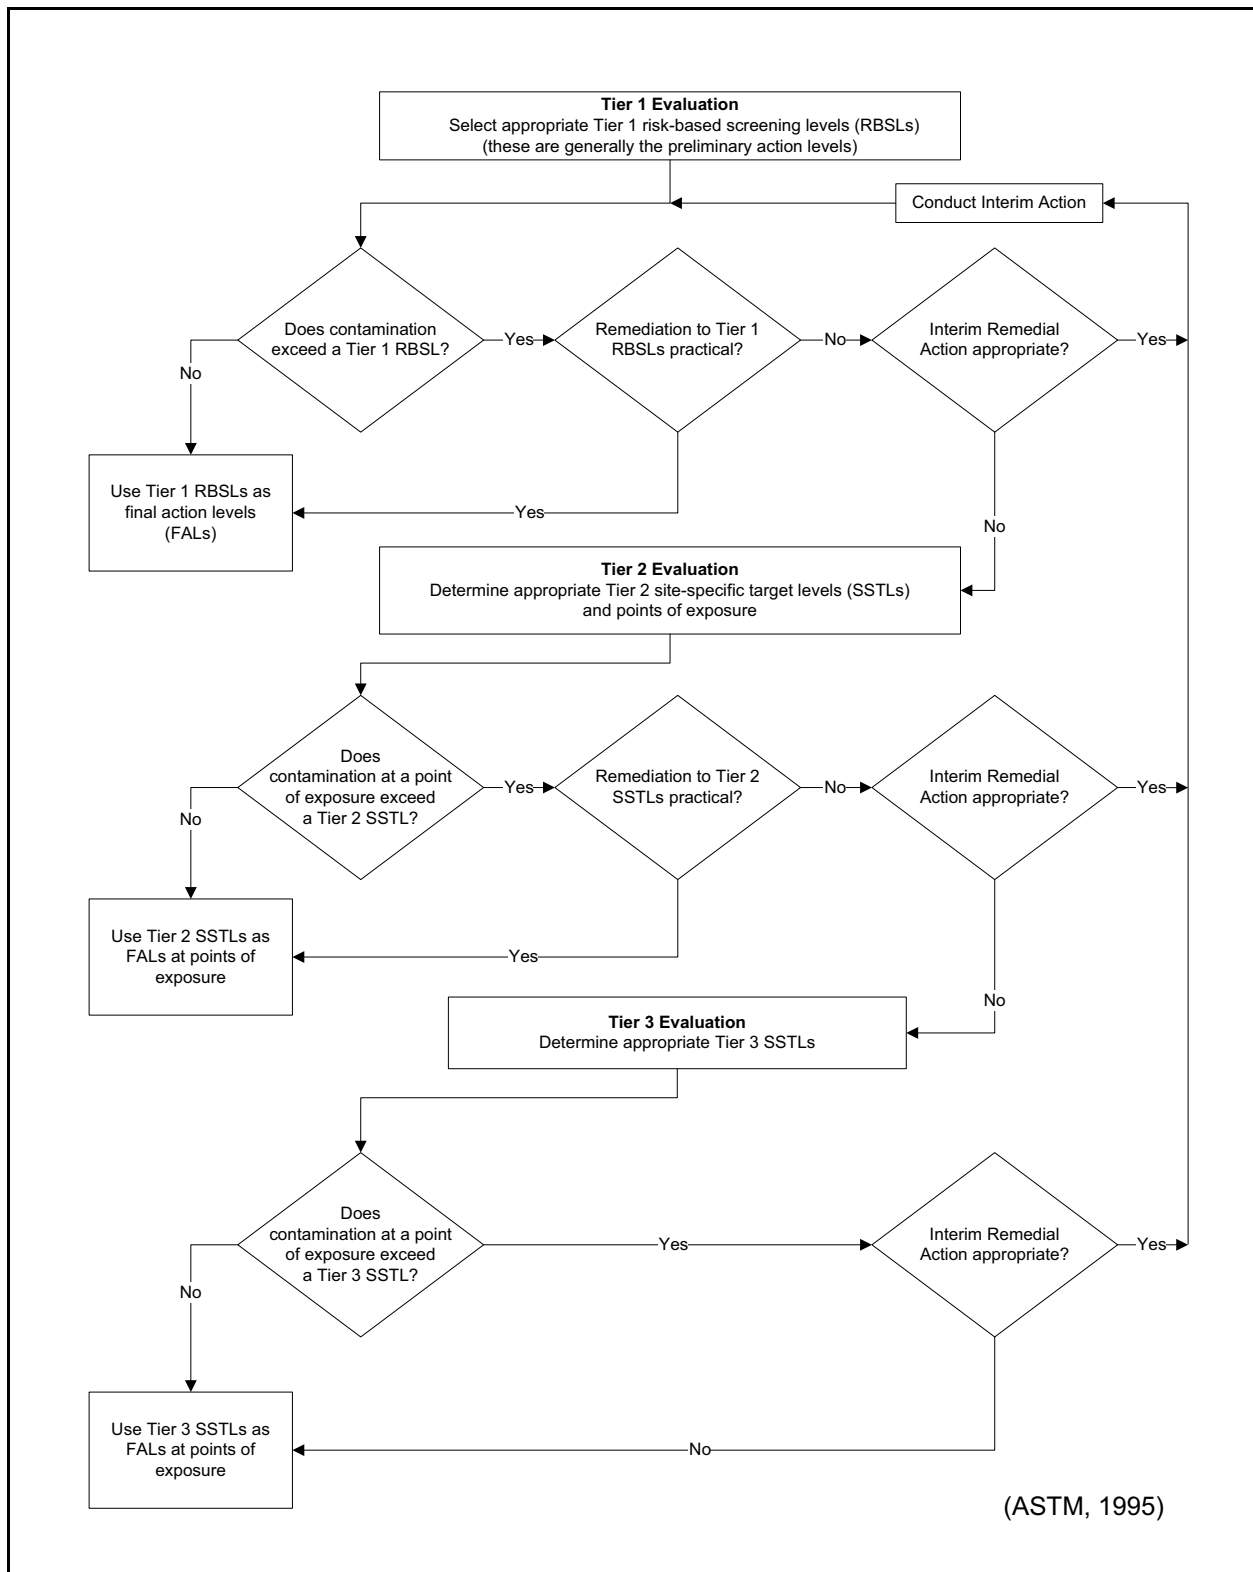 Tier 1 Evaluation
Select appropriate Tier 1 risk-based screening levels (RBSLs)
(these are generally the preliminary action levels)
Conduct Interim Action
Does contamination
exceed a Tier 1 RBSL?
Yes
Remediation to Tier 1
RBSLs practical?
No
Interim Remedial
Action appropriate?
Yes
No
Use Tier 1 RBSLs as
final action levels
(FALs)
Yes
No
Tier 2 Evaluation
Determine appropriate Tier 2 site-specific target levels (SSTLs)
and points of exposure
Does
contamination at a point
of exposure exceed
a Tier 2 SSTL?
Yes
Remediation to Tier 2
SSTLs practical?
No
Interim Remedial
Action appropriate?
Yes
No
Use Tier 2 SSTLs as
FALs at points of
exposure
Yes
No
Tier 3 Evaluation
Determine appropriate Tier 3 SSTLs
Does
contamination at a point
of exposure exceed
a Tier 3 SSTL?
Yes
Interim Remedial
Action appropriate?
Yes
No
Use Tier 3 SSTLs as
FALs at points of
exposure
No
(ASTM, 1995)